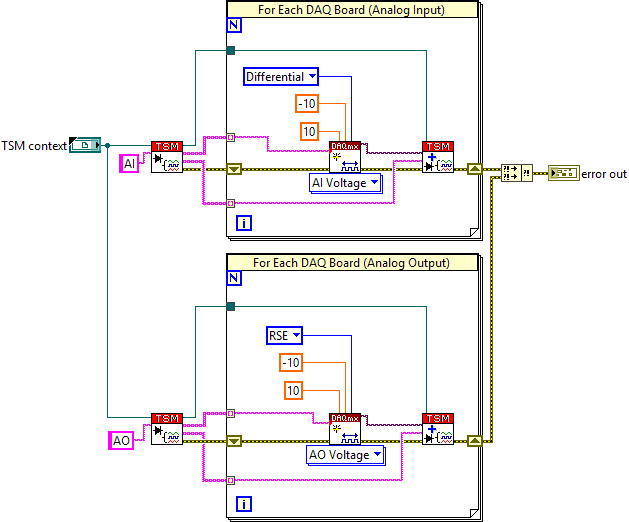 For Each DAQ Board (Analog Input)
N
Differential
-10
TSM context
TSM
10
DAQmx
TSM
AI
AI Voltage
error out
i
For Each DAQ Board (Analog Output)
N
RSE
-10
10
TSM
DAQmx
TSM
AO
AO Voltage
i